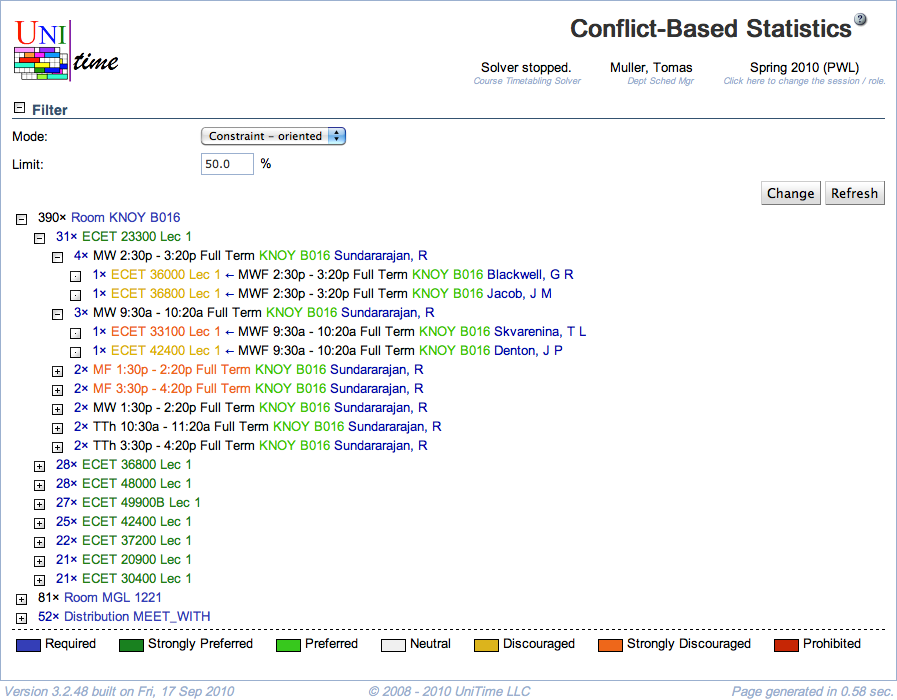 UNI time
Conflict-Based Statistics ?
Solver stopped. Muller, Tomas Spring 2010 (PWL)
Course Timetabling Solver Dept Sched Mgr Click here to change the session / role.
Filter
Mode: Constraint - oriented
Limit: 50.0 %
Change Refresh
390× Room KNOY B016
31× ECET 23300 Lec 1
4× MW 2:30p - 3:20p Full Term KNOY B016 Sundararajan, R
1× ECET 36000 Lec 1 ← MWF 2:30p - 3:20p Full Term KNOY B016 Blackwell, G R
1× ECET 36800 Lec 1 ← MWF 2:30p - 3:20p Full Term KNOY B016 Jacob, J M
3× MW 9:30a - 10:20a Full Term KNOY B016 Sundararajan, R
1× ECET 33100 Lec 1 ← MWF 9:30a - 10:20a Full Term KNOY B016 Skvarenina, T L
1× ECET 42400 Lec 1 ← MWF 9:30a - 10:20a Full Term KNOY B016 Denton, J P
2× MF 1:30p - 2:20p Full Term KNOY B016 Sundararajan, R
2× MF 3:30p - 4:20p Full Term KNOY B016 Sundararajan, R
2× MW 1:30p - 2:20p Full Term KNOY B016 Sundararajan, R
2× TTh 10:30a - 11:20a Full Term KNOY B016 Sundararajan, R
2× TTh 3:30p - 4:20p Full Term KNOY B016 Sundararajan, R
28× ECET 36800 Lec 1
28× ECET 48000 Lec 1
27× ECET 49900B Lec 1
25× ECET 42400 Lec 1
22× ECET 37200 Lec 1
21× ECET 20900 Lec 1
21× ECET 30400 Lec 1
81× Room MGL 1221
52× Distribution MEET_WITH
Required Strongly Preferred Preferred Neutral Discouraged Strongly Discouraged Prohibited
Version 3.2.48 built on Fri, 17 Sep 2010 © 2008 - 2010 UniTime LLC Page generated in 0.58 sec.